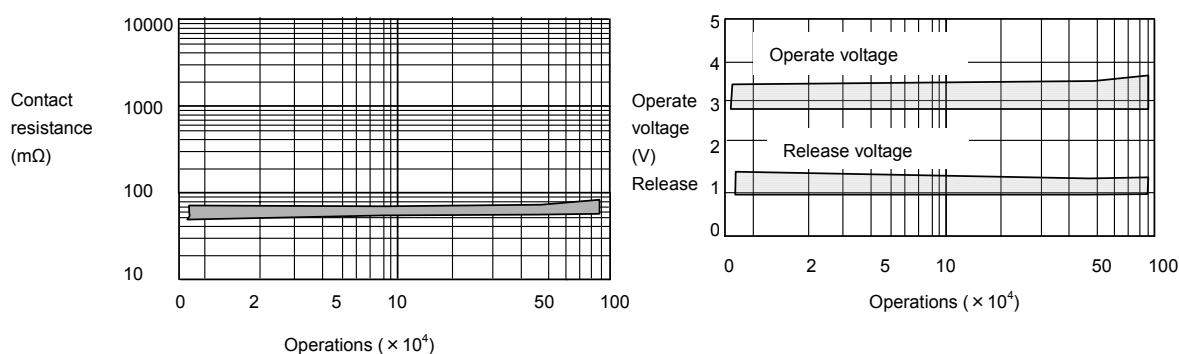 10000
1000
100
10
Contact
resistance
(mΩ)
0 2 5 10 50 100
Operations ( × 10⁴)
5
4
3
2
1
0
Operate
voltage
(V)
Release
Operate voltage
Release voltage
0 2 5 10 50 100
Operations ( × 10⁴)